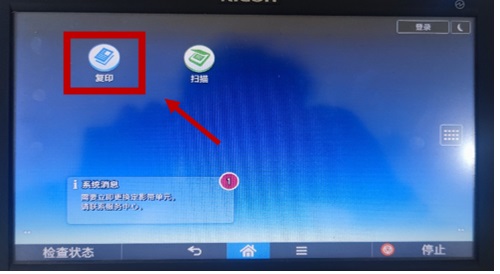 RICOH
登录
复印
扫描
系统消息
1
需要立即更换定影单元。
请联系服务中心。
检查状态
停止